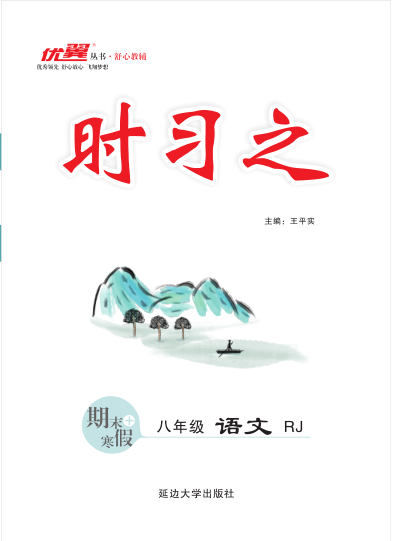 优翼®丛书·舒心教辅
优秀领先 舒心放心 飞翔梦想
时习之
主编：王平实
期末+寒假
八年级 语文 RJ
延边大学出版社